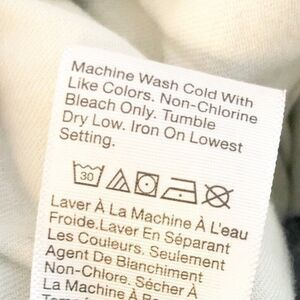 Machine Wash Cold With
Like Colors. Non-Chlorine
Bleach Only. Tumble
Dry Low. Iron On Lowest
Setting.
30
Laver À La Machine À L'eau
Froide.Laver En Séparant
Les Couleurs. Seulement
Agent De Blanchiment
Non-Chlore. Sécher À
La Machine À